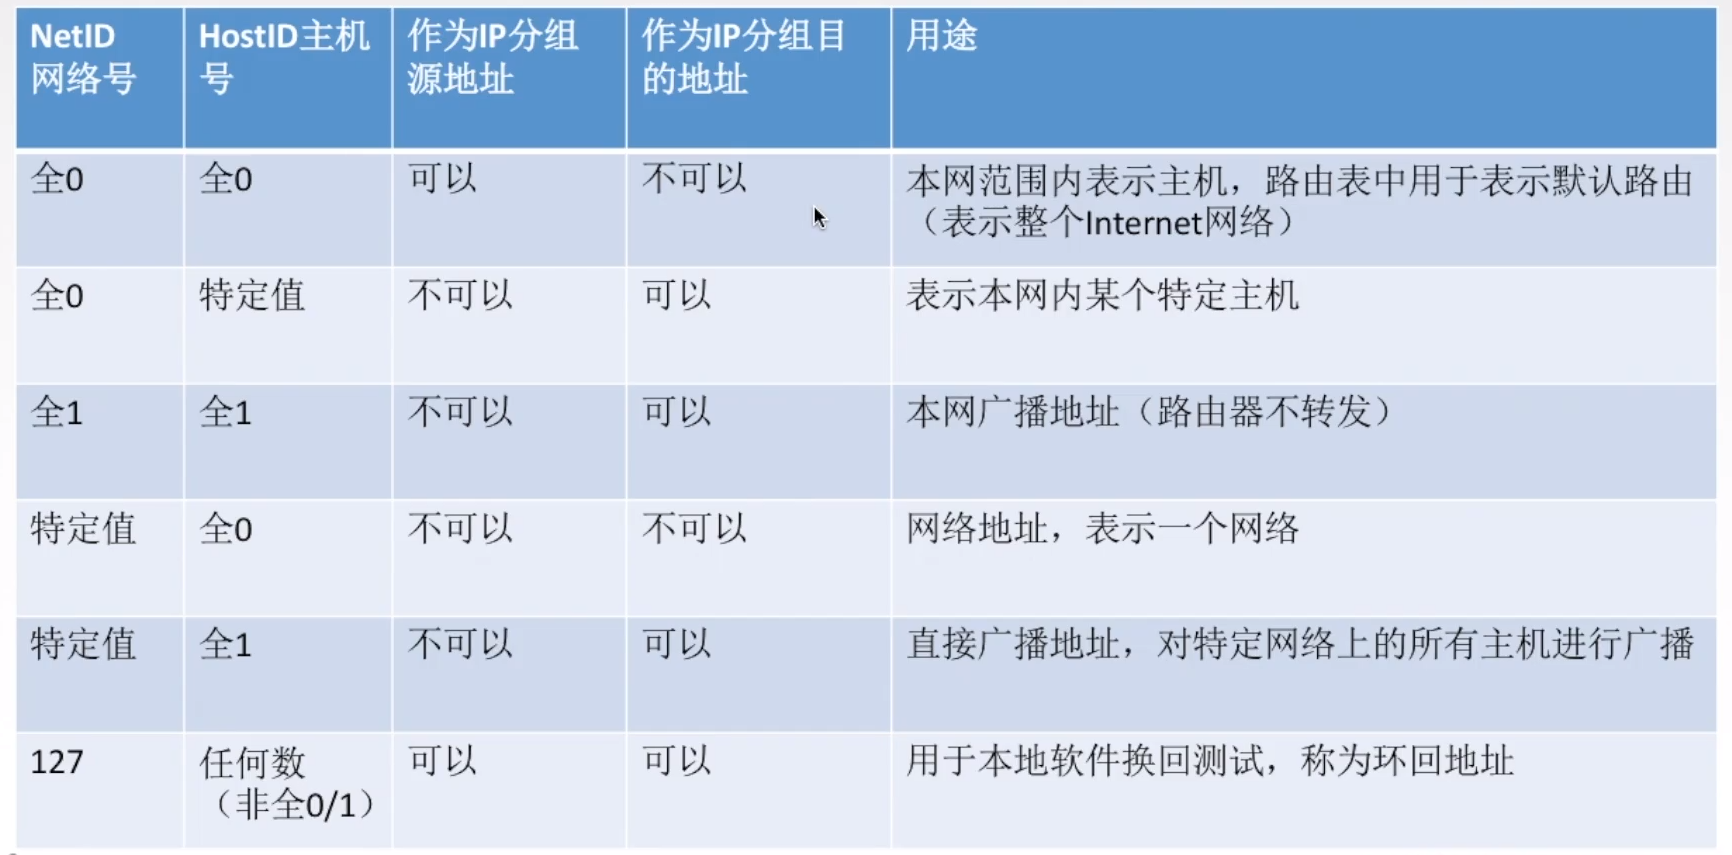 NetID
网络号
HostID主机
号
作为IP分组
源地址
作为IP分组目
的地址
用途
全0
全0
可以
不可以
本网范围内表示主机，路由表中用于表示默认路由
（表示整个Internet网络）
全0
特定值
不可以
可以
表示本网内某个特定主机
全1
全1
不可以
可以
本网广播地址（路由器不转发）
特定值
全0
不可以
不可以
网络地址，表示一个网络
特定值
全1
不可以
可以
直接广播地址，对特定网络上的所有主机进行广播
127
任何数
（非全0/1）
可以
可以
用于本地软件换回测试，称为环回地址